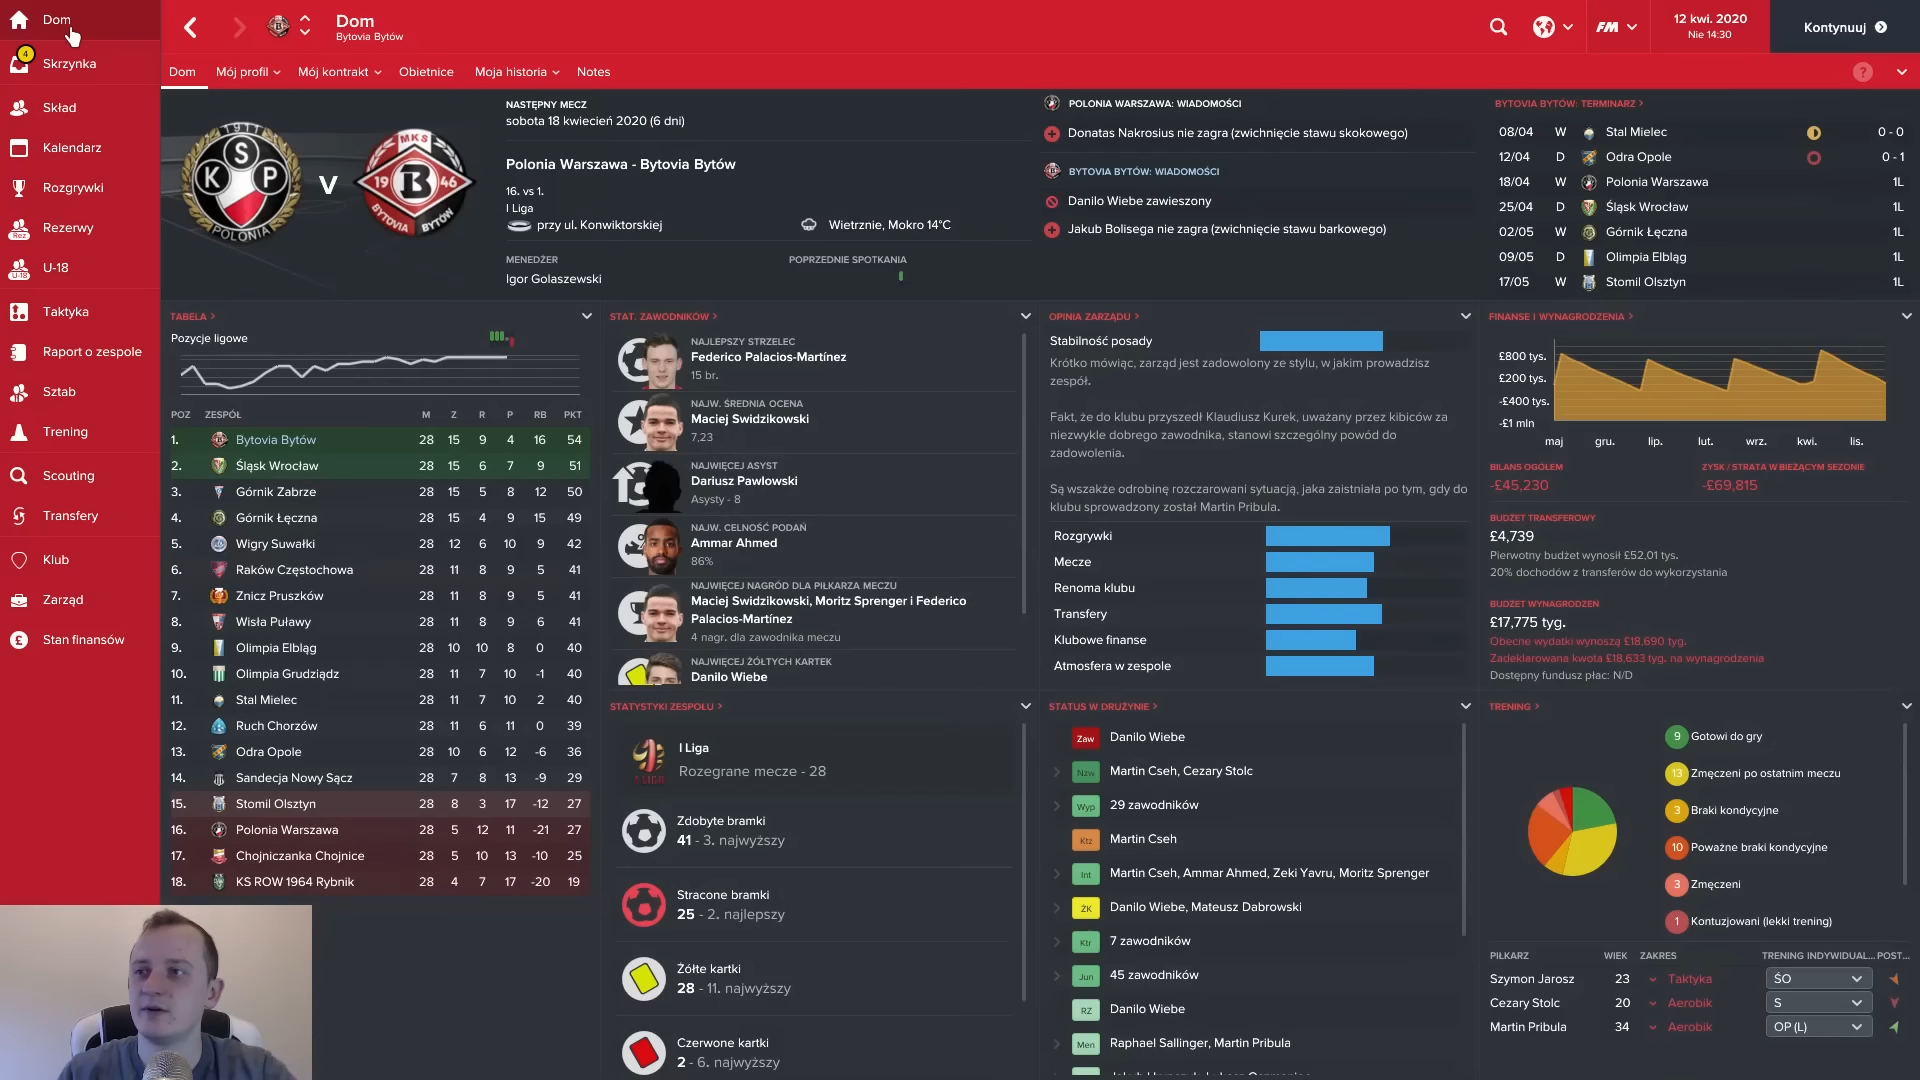 Dom
4
Skrzynka
Skład
Kalendarz
Rozgrywki
Rez
Rezerwy
U-18
U-18
Taktyka
Raport o zespole
Sztab
Trening
Scouting
Transfery
Klub
Zarząd
Stan finansów
Dom
Bytovia Bytów
FM
12 kwi. 2020
Nie 14:30
Kontynuuj
Dom
Mój profil
Mój kontrakt
Obietnice
Moja historia
Notes
?
1911
KSP
POLONIA
V
MKS
19 B 46
BYTOVIA BYTÓW
NASTĘPNY MECZ
sobota 18 kwiecień 2020 (6 dni)
Polonia Warszawa - Bytovia Bytów
16. vs 1.
I Liga
przy ul. Konwiktorskiej
Wietrznie, Mokro 14°C
MENEDŻER
Igor Golaszewski
POPRZEDNIE SPOTKANIA
POLONIA WARSZAWA: WIADOMOŚCI
Donatas Nakrosius nie zagra (zwichnięcie stawu skokowego)
BYTOVIA BYTÓW: WIADOMOŚCI
Danilo Wiebe zawieszony
Jakub Bolisega nie zagra (zwichnięcie stawu barkowego)
BYTOVIA BYTÓW: TERMINARZ >
08/04 W Stal Mielec 0 - 0
12/04 D Odra Opole 0 - 1
18/04 W Polonia Warszawa 1L
25/04 D Śląsk Wrocław 1L
02/05 W Górnik Łęczna 1L
09/05 D Olimpia Elbląg 1L
17/05 W Stomil Olsztyn 1L
TABELA >
Pozycje ligowe
POZ ZESPÓŁ M Z R P RB PKT
1. Bytovia Bytów 28 15 9 4 16 54
2. Śląsk Wrocław 28 15 6 7 9 51
3. Górnik Zabrze 28 15 5 8 12 50
4. Górnik Łęczna 28 15 4 9 15 49
5. Wigry Suwałki 28 12 6 10 9 42
6. Raków Częstochowa 28 11 8 9 5 41
7. Znicz Pruszków 28 11 8 9 5 41
8. Wisła Puławy 28 11 8 9 6 41
9. Olimpia Elbląg 28 10 10 8 0 40
10. Olimpia Grudziądz 28 11 7 10 -1 40
11. Stal Mielec 28 11 7 10 2 40
12. Ruch Chorzów 28 11 6 11 0 39
13. Odra Opole 28 10 6 12 -6 36
14. Sandecja Nowy Sącz 28 7 8 13 -9 29
15. Stomil Olsztyn 28 8 3 17 -12 27
16. Polonia Warszawa 28 5 12 11 -21 27
17. Chojniczanka Chojnice 28 5 10 13 -10 25
18. KS ROW 1964 Rybnik 28 4 7 17 -20 19
STAT. ZAWODNIKÓW >
NAJLEPSZY STRZELEC
Federico Palacios-Martínez
15 br.
NAJW. ŚREDNIA OCENA
Maciej Swidzikowski
7,23
NAJWIĘCEJ ASYST
Dariusz Pawlowski
Asysty - 8
NAJW. CELNOŚĆ PODAŃ
Ammar Ahmed
86%
NAJWIĘCEJ NAGRÓD DLA PIŁKARZA MECZU
Maciej Swidzikowski, Moritz Sprenger i Federico
Palacios-Martínez
4 nagr. dla zawodnika meczu
NAJWIĘCEJ ŻÓŁTYCH KARTEK
Danilo Wiebe
STATYSTYKI ZESPOŁU >
I Liga
Rozegrane mecze - 28
Zdobyte bramki
41 - 3. najwyższy
Stracone bramki
25 - 2. najlepszy
Żółte kartki
28 - 11. najwyższy
Czerwone kartki
2 - 6. najwyższy
OPINIA ZARZĄDU >
Stabilność posady
Krótko mówiąc, zarząd jest zadowolony ze stylu, w jakim prowadzisz
zespół.
Fakt, że do klubu przyszedł Klaudiusz Kurek, uważany przez kibiców za
niezwykle dobrego zawodnika, stanowi szczególny powód do
zadowolenia.
Są wszakże odrobinę rozczarowani sytuacją, jaka zaistniała po tym, gdy do
klubu sprowadzony został Martin Pribula.
Rozgrywki
Mecze
Renoma klubu
Transfery
Klubowe finanse
Atmosfera w zespole
STATUS W DRUŻYNIE >
Zaw Danilo Wiebe
Nzw Martin Cseh, Cezary Stolc
Wyp 29 zawodników
Ktz Martin Cseh
Int Martin Cseh, Ammar Ahmed, Zeki Yavru, Moritz Sprenger
ŻK Danilo Wiebe, Mateusz Dabrowski
Ktr 7 zawodników
Jun 45 zawodników
RZ Danilo Wiebe
Men Raphael Sallinger, Martin Pribula
FINANSE I WYNAGRODZENIA >
£800 tys.
£200 tys.
-£400 tys.
-£1 mln
maj gru. lip. lut. wrz. kwi. lis.
BILANS OGÓŁEM
-£45,230
ZYSK / STRATA W BIEŻĄCYM SEZONIE
-£69,815
BUDŻET TRANSFEROWY
£4,739
Pierwotny budżet wynosił £52,01 tys.
20% dochodów z transferów do wykorzystania
BUDŻET WYNAGRODZEŃ
£17,775 tyg.
Obecne wydatki wynoszą £18,690 tyg.
Zadeklarowana kwota £18,633 tyg. na wynagrodzenia
Dostępny fundusz płac: N/D
TRENING >
9 Gotowi do gry
13 Zmęczeni po ostatnim meczu
3 Braki kondycyjne
10 Poważne braki kondycyjne
3 Zmęczeni
1 Kontuzjowani (lekki trening)
PIŁKARZ WIEK ZAKRES TRENING INDYWIDUAL... POST...
Szymon Jarosz 23 Taktyka ŚO
Cezary Stolc 20 Aerobik S
Martin Pribula 34 Aerobik OP (L)